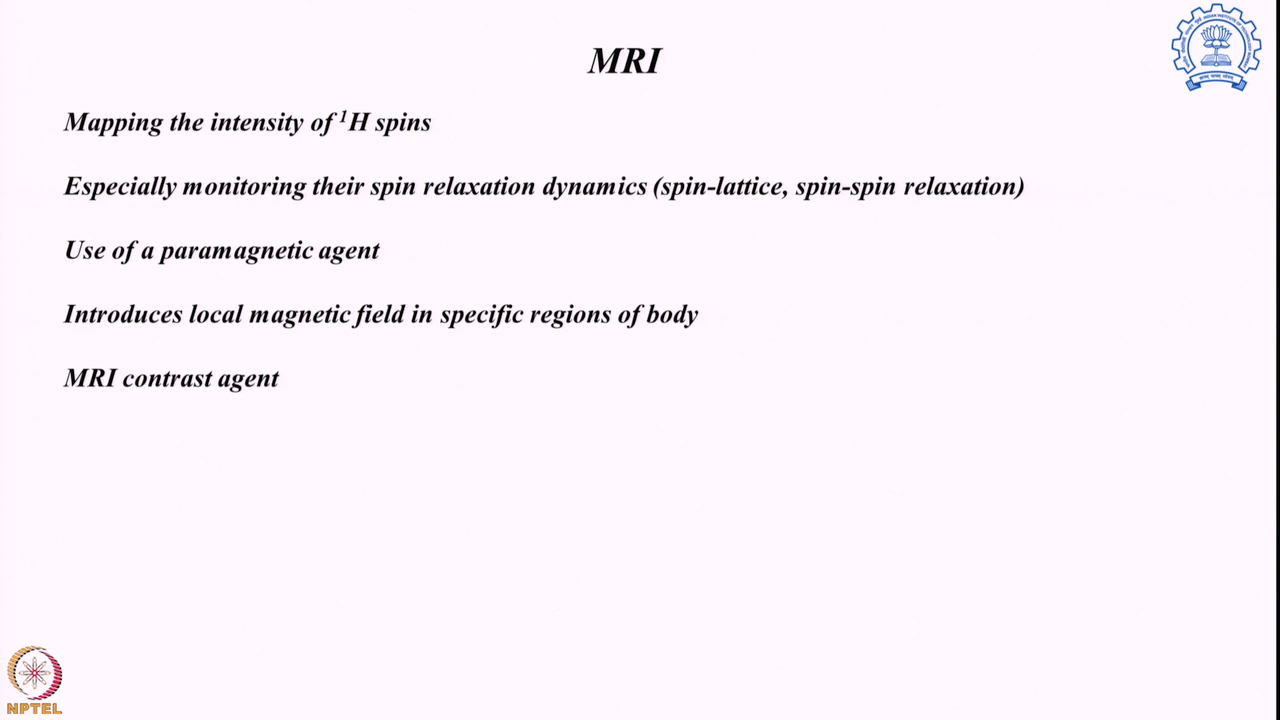 MRI
Mapping the intensity of ¹H spins
Especially monitoring their spin relaxation dynamics (spin-lattice, spin-spin relaxation)
Use of a paramagnetic agent
Introduces local magnetic field in specific regions of body
MRI contrast agent
NPTEL